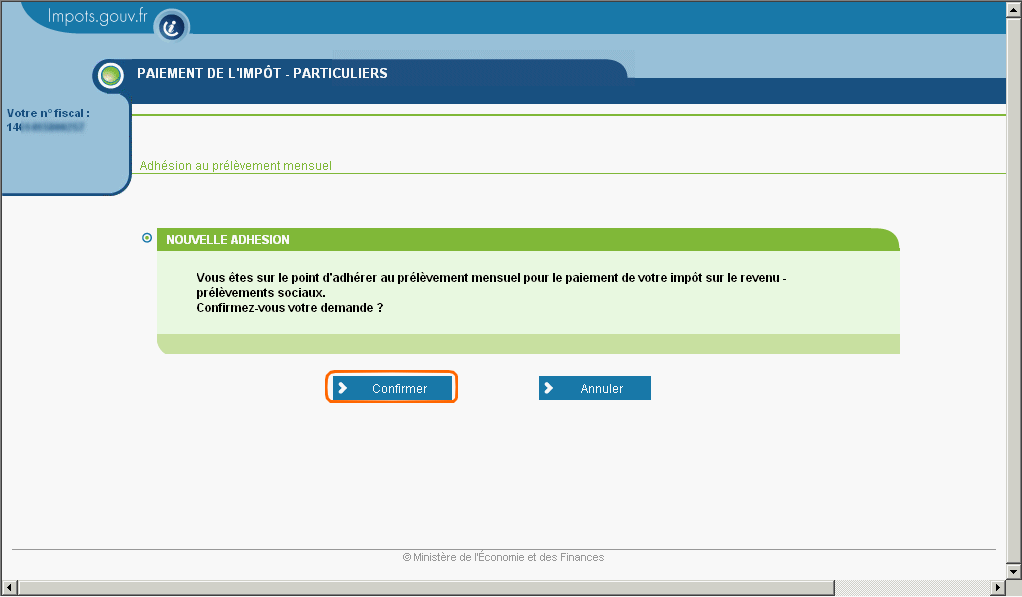 Impots.gouv.fr
PAIEMENT DE L'IMPÔT - PARTICULIERS
Votre n° fiscal :
Adhésion au prélèvement mensuel
NOUVELLE ADHESION
Vous êtes sur le point d'adhérer au prélèvement mensuel pour le paiement de votre impôt sur le revenu -
prélèvements sociaux.
Confirmez-vous votre demande ?
Confirmer
Annuler
© Ministère de l'Économie et des Finances